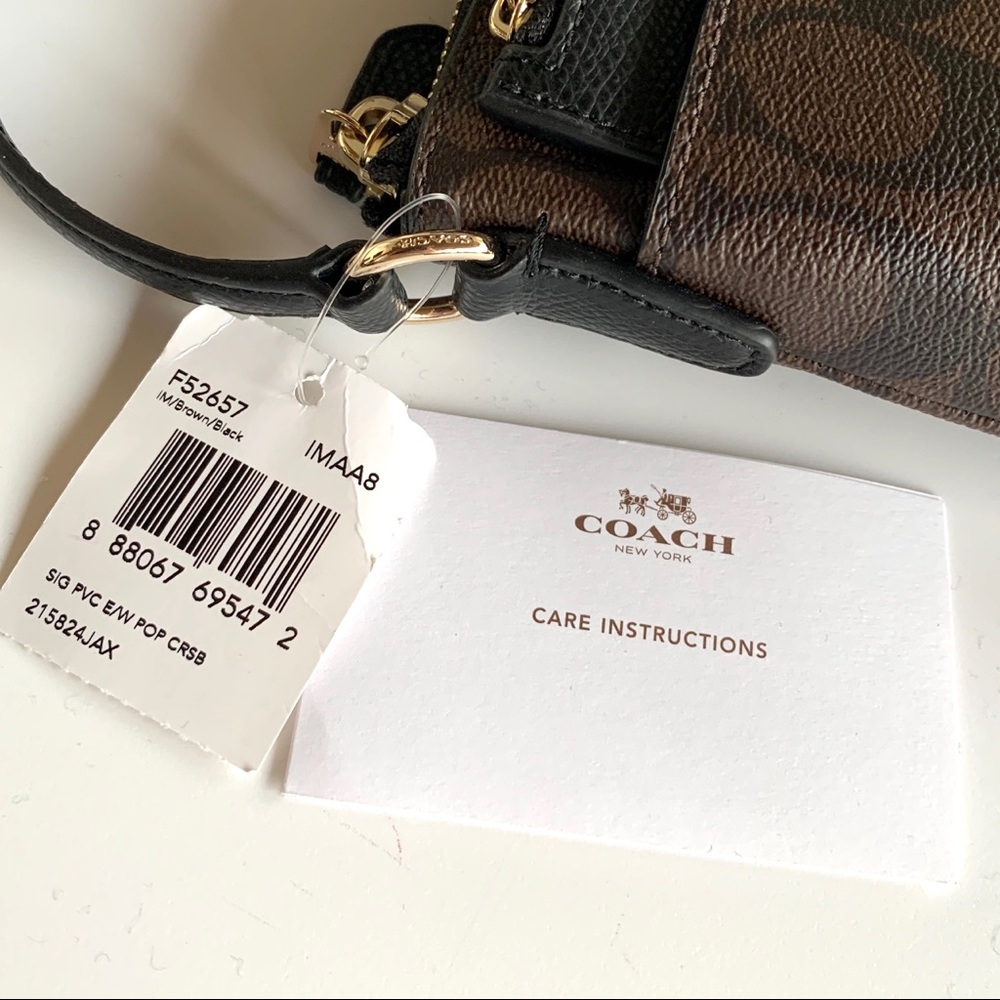 F52657
IM/Brown/Black
IMAA8
8 88067 69547 2
SIG PVC E/W POP CRSB
215824JAX
COACH
NEW YORK
CARE INSTRUCTIONS
COACH